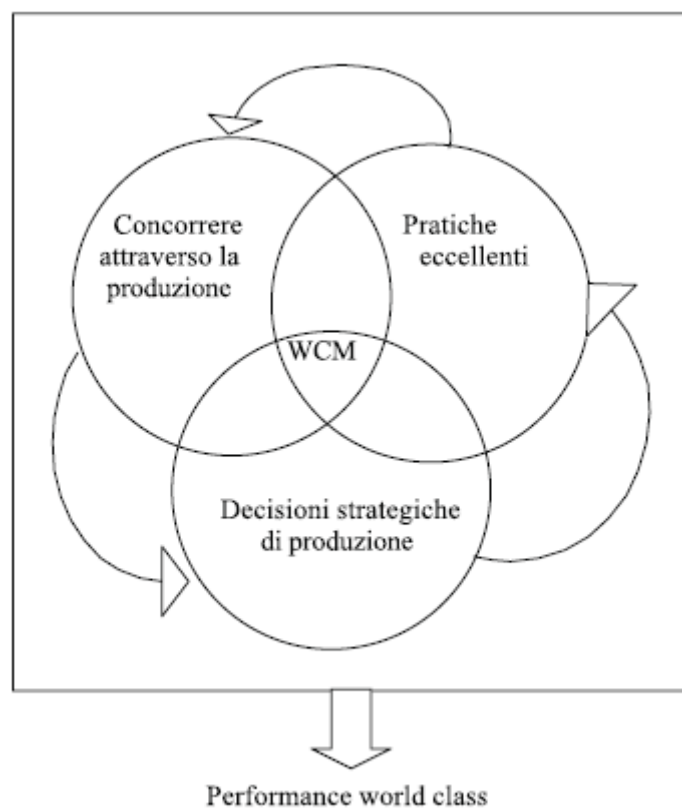 Concorrere
attraverso la
produzione
Pratiche
eccellenti
WCM
Decisioni strategiche
di produzione
Performance world class